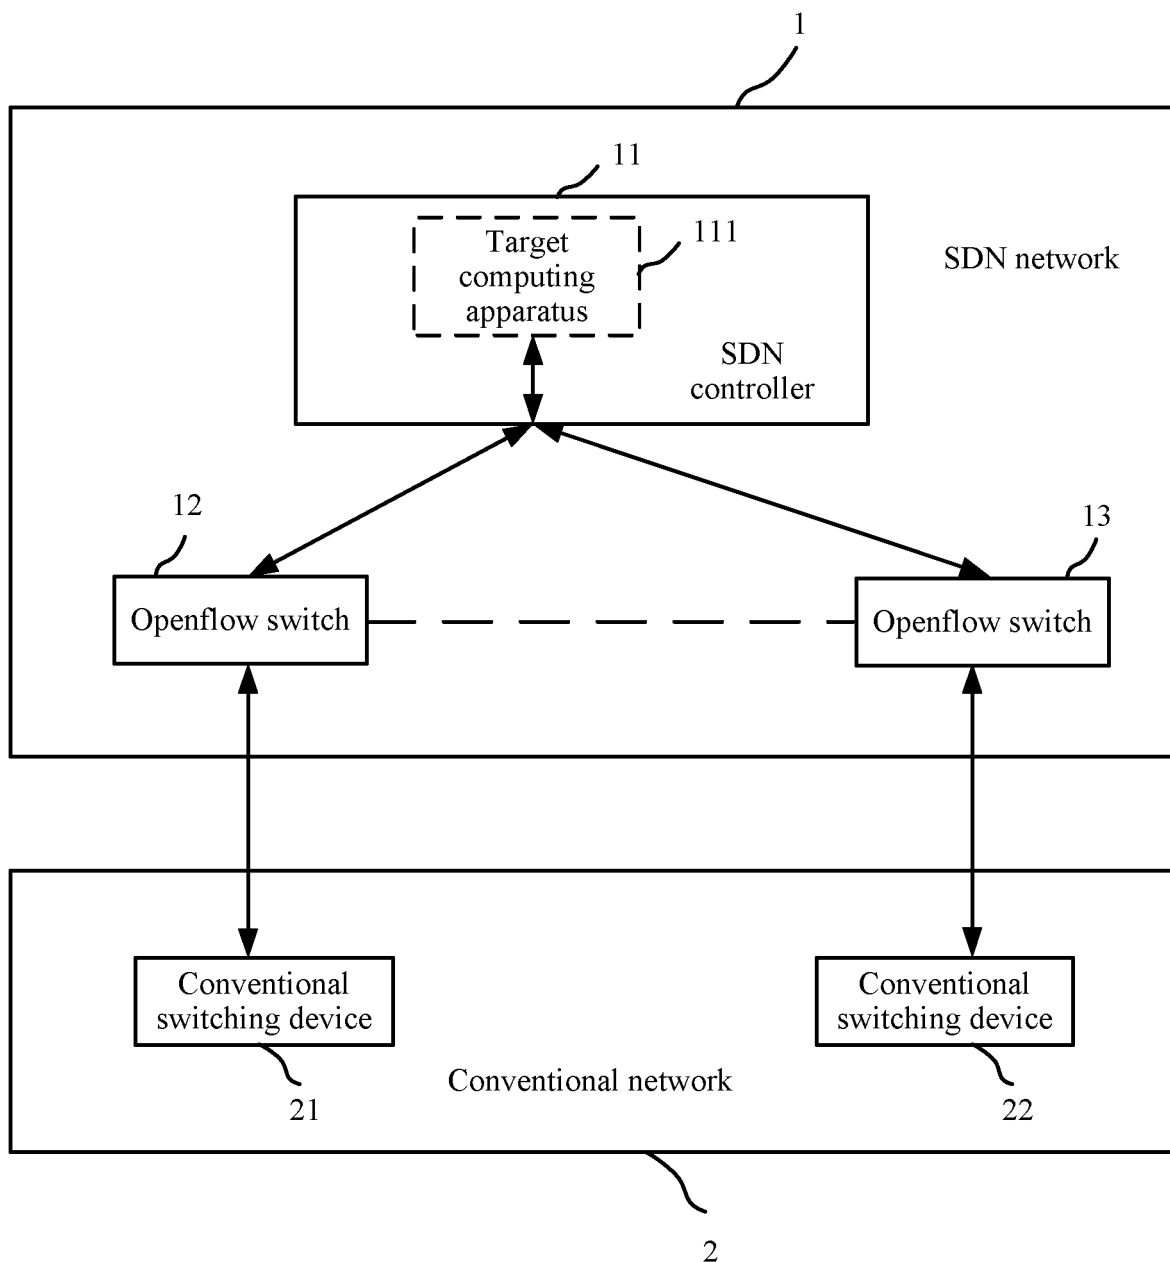 1
11
Target
computing
apparatus
111
SDN network
SDN
controller
12
13
Openflow switch
Openflow switch
Conventional
switching device
Conventional
switching device
Conventional network
21
22
2